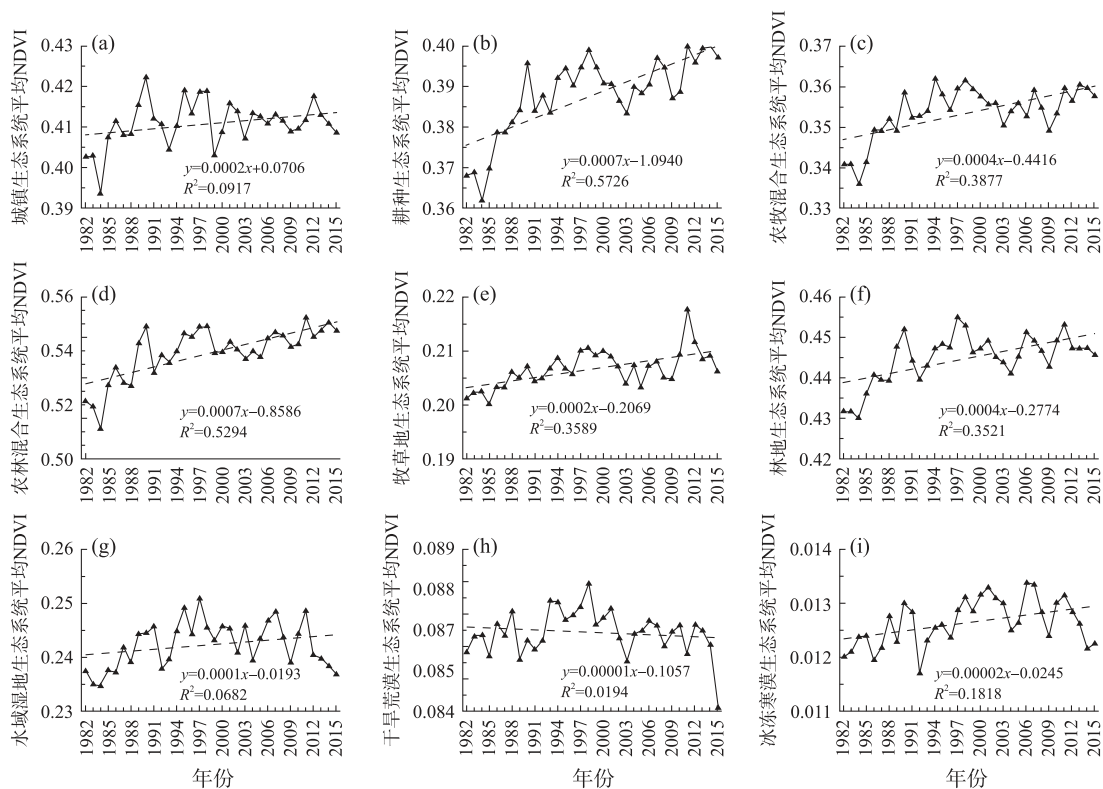 城镇生态系统平均NDVI
(a)
0.43
0.42
0.41
0.40
0.39
y=0.0002x+0.0706
R²=0.0917
1982 1985 1988 1991 1994 1997 2000 2003 2006 2009 2012 2015
耕种生态系统平均NDVI
(b)
0.40
0.39
0.38
0.37
0.36
y=0.0007x−1.0940
R²=0.5726
1982 1985 1988 1991 1994 1997 2000 2003 2006 2009 2012 2015
农牧混合生态系统平均NDVI
(c)
0.37
0.36
0.35
0.34
0.33
y=0.0004x−0.4416
R²=0.3877
1982 1985 1988 1991 1994 1997 2000 2003 2006 2009 2012 2015
农林混合生态系统平均NDVI
(d)
0.56
0.54
0.52
0.50
y=0.0007x−0.8586
R²=0.5294
1982 1985 1988 1991 1994 1997 2000 2003 2006 2009 2012 2015
牧草地生态系统平均NDVI
(e)
0.22
0.21
0.20
0.19
y=0.0002x−0.2069
R²=0.3589
1982 1985 1988 1991 1994 1997 2000 2003 2006 2009 2012 2015
林地生态系统平均NDVI
(f)
0.46
0.45
0.44
0.43
0.42
y=0.0004x−0.2774
R²=0.3521
1982 1985 1988 1991 1994 1997 2000 2003 2006 2009 2012 2015
水域湿地生态系统平均NDVI
(g)
0.26
0.25
0.24
0.23
y=0.0001x−0.0193
R²=0.0682
1982 1985 1988 1991 1994 1997 2000 2003 2006 2009 2012 2015
年份
干旱荒漠生态系统平均NDVI
(h)
0.089
0.088
0.087
0.085
0.084
y=0.00001x−0.1057
R²=0.0194
1982 1985 1988 1991 1994 1997 2000 2003 2006 2009 2012 2015
年份
冰冻寒漠生态系统平均NDVI
(i)
0.014
0.013
0.012
0.011
y=0.00002x−0.0245
R²=0.1818
1982 1985 1988 1991 1994 1997 2000 2003 2006 2009 2012 2015
年份